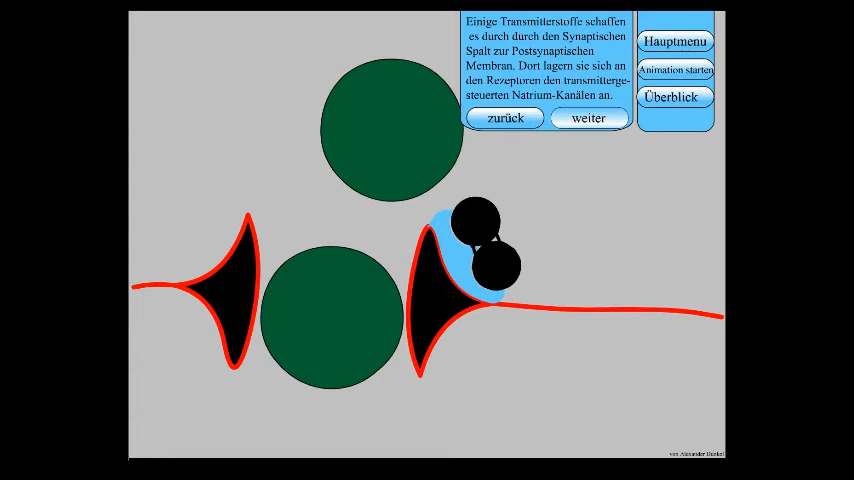 Einige Transmitterstoffe schaffen
es durch durch den Synaptischen
Spalt zur Postsynaptischen
Membran. Dort lagern sie sich an
den Rezeptoren den transmitterge-
steuerten Natrium-Kanälen an.
zurück
weiter
Hauptmenu
Animation starten
Überblick
von Alexander Dunkel